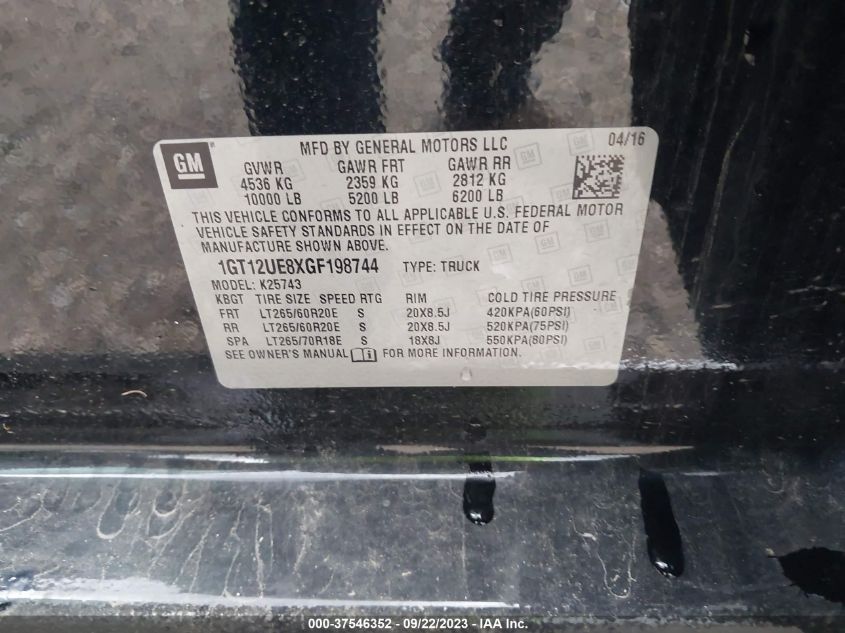 GM
MFD BY GENERAL MOTORS LLC 04/16
GVWR GAWR FRT GAWR RR
4536 KG 2359 KG 2812 KG
10000 LB 5200 LB 6200 LB
THIS VEHICLE CONFORMS TO ALL APPLICABLE U.S. FEDERAL MOTOR
VEHICLE SAFETY STANDARDS IN EFFECT ON THE DATE OF
MANUFACTURE SHOWN ABOVE.
1GT12UE8XGF198744 TYPE: TRUCK
MODEL: K25743
KBGT TIRE SIZE SPEED RTG RIM COLD TIRE PRESSURE
FRT LT265/60R20E S 20X8.5J 420KPA(60PSI)
RR LT265/60R20E S 20X8.5J 520KPA(75PSI)
SPA LT265/70R18E S 18X8J 550KPA(80PSI)
SEE OWNER'S MANUAL i FOR MORE INFORMATION.
000-37546352 - 09/22/2023 - IAA Inc.